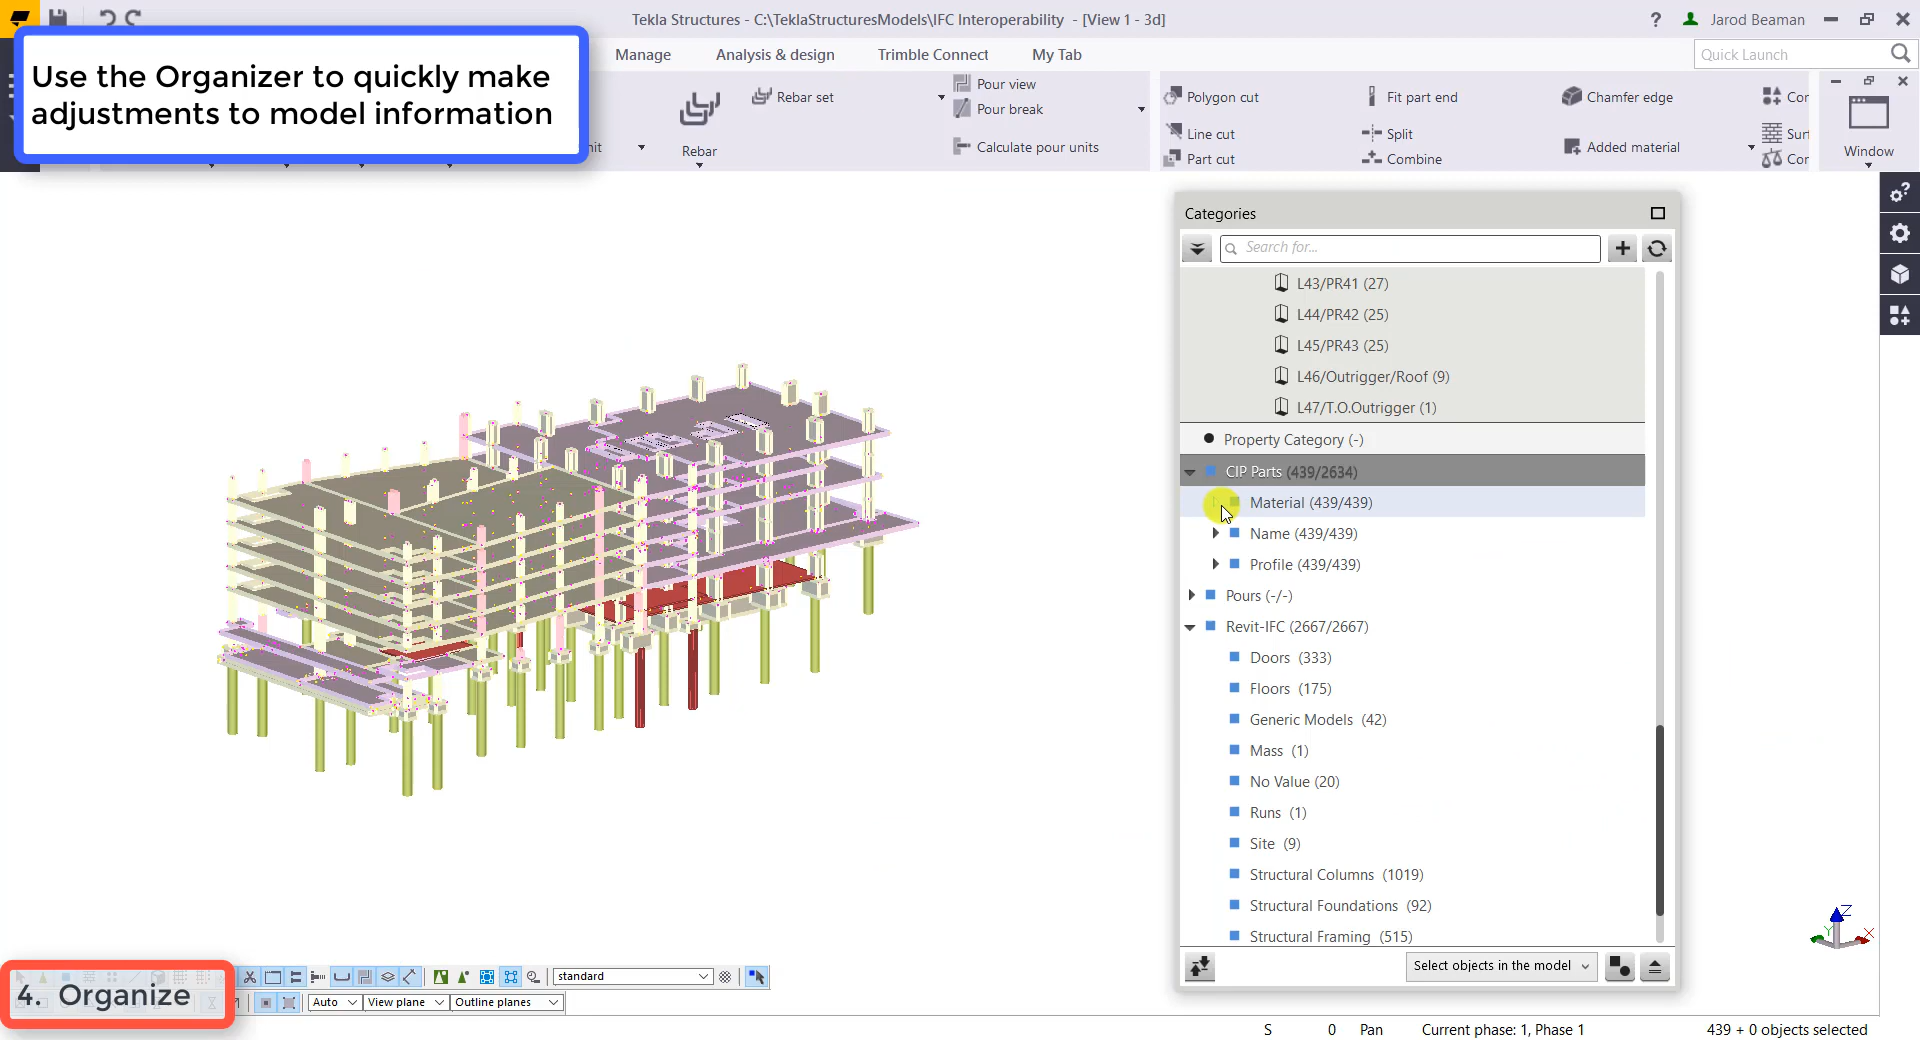 Tekla Structures - C:\TeklaStructuresModels\IFC Interoperability - [View 1 - 3d]
? Jarod Beaman
Use the Organizer to quickly make
adjustments to model information
Manage Analysis & design Trimble Connect My Tab
Quick Launch
Rebar
Rebar set
Pour view
Pour break
Calculate pour units
Polygon cut
Line cut
Part cut
Fit part end
Split
Combine
Chamfer edge
Added material
Window
Categories
Search for...
L43/PR41 (27)
L44/PR42 (25)
L45/PR43 (25)
L46/Outrigger/Roof (9)
L47/T.O.Outrigger (1)
Property Category (-)
CIP Parts (439/2634)
Material (439/439)
Name (439/439)
Profile (439/439)
Pours (-/-)
Revit-IFC (2667/2667)
Doors (333)
Floors (175)
Generic Models (42)
Mass (1)
No Value (20)
Runs (1)
Site (9)
Structural Columns (1019)
Structural Foundations (92)
Structural Framing (515)
Select objects in the model
Z
Y X
4. Organize
standard
Auto View plane Outline planes
S 0 Pan Current phase: 1, Phase 1 439 + 0 objects selected